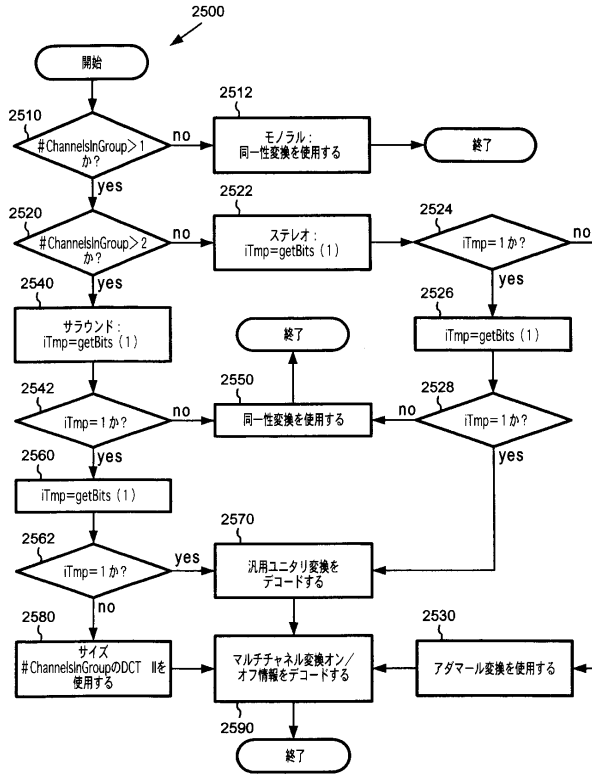 2500
開始
2510
#ChannelsInGroup>1
か?
no
yes
2512
モノラル:
同一性変換を使用する
終了
2520
#ChannelsInGroup>2
か?
no
yes
2522
ステレオ:
iTmp=getBits(1)
2524
iTmp=1か?
no
yes
2540
サラウンド:
iTmp=getBits(1)
2526
iTmp=getBits(1)
終了
2542
iTmp=1か?
no
yes
2550
同一性変換を使用する
2528
iTmp=1か?
no
yes
2560
iTmp=getBits(1)
2562
iTmp=1か?
yes
no
2570
汎用ユニタリ変換を
デコードする
2580
サイズ
#ChannelsInGroupのDCT Ⅱを
使用する
マルチチャネル変換オン/
オフ情報をデコードする
2590
2530
アダマール変換を使用する
終了